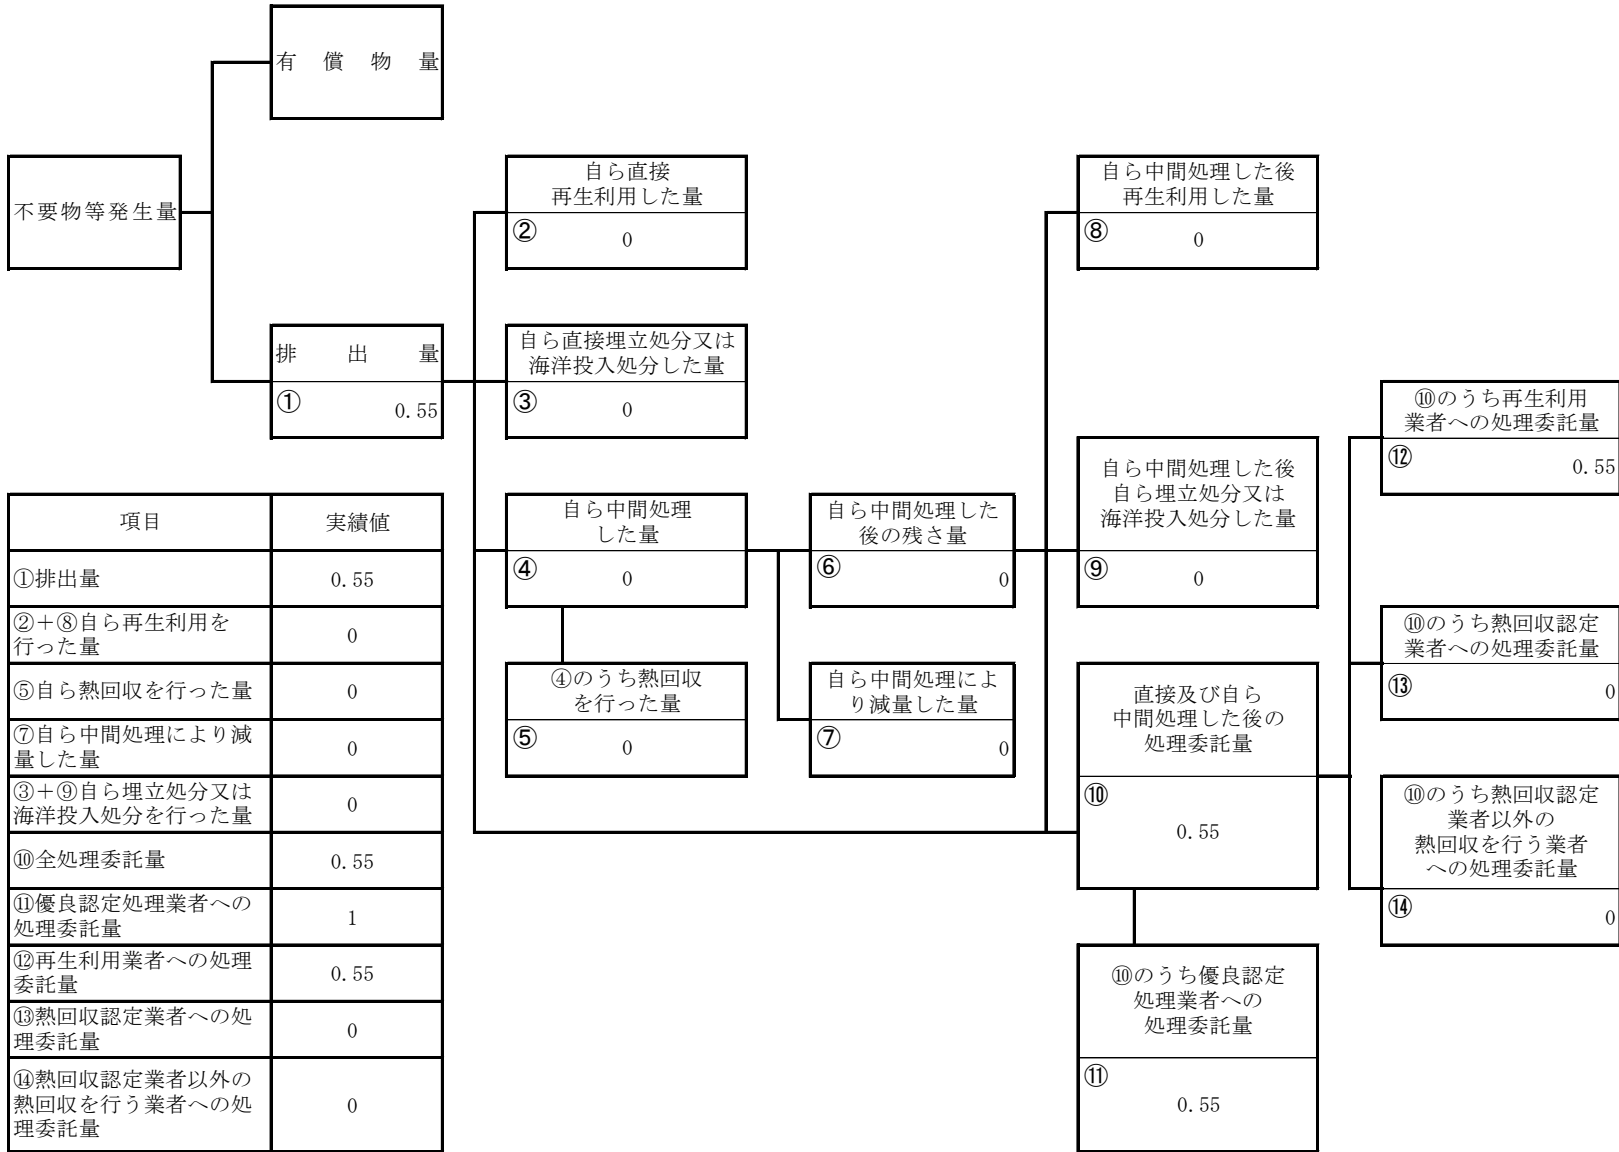 有償物量
不要物等発生量
排出量
① 0.55
自ら直接
再生利用した量
② 0
自ら直接埋立処分又は
海洋投入処分した量
③ 0
自ら中間処理
した量
④ 0
④のうち熱回収
を行った量
⑤ 0
自ら中間処理した
後の残さ量
⑥ 0
自ら中間処理によ
り減量した量
⑦ 0
自ら中間処理した後
再生利用した量
⑧ 0
自ら中間処理した後
自ら埋立処分又は
海洋投入処分した量
⑨ 0
直接及び自ら
中間処理した後の
処理委託量
⑩
0.55
⑩のうち優良認定
処理業者への
処理委託量
⑪
0.55
⑩のうち再生利用
業者への処理委託量
⑫ 0.55
⑩のうち熱回収認定
業者への処理委託量
⑬ 0
⑩のうち熱回収認定
業者以外の
熱回収を行う業者
への処理委託量
⑭ 0
項目 実績値
①排出量 0.55
②+⑧自ら再生利用を
行った量 0
⑤自ら熱回収を行った量 0
⑦自ら中間処理により減
量した量 0
③+⑨自ら埋立処分又は
海洋投入処分を行った量 0
⑩全処理委託量 0.55
⑪優良認定処理業者への
処理委託量 1
⑫再生利用業者への処理
委託量 0.55
⑬熱回収認定業者への処
理委託量 0
⑭熱回収認定業者以外の
熱回収を行う業者への処
理委託量 0